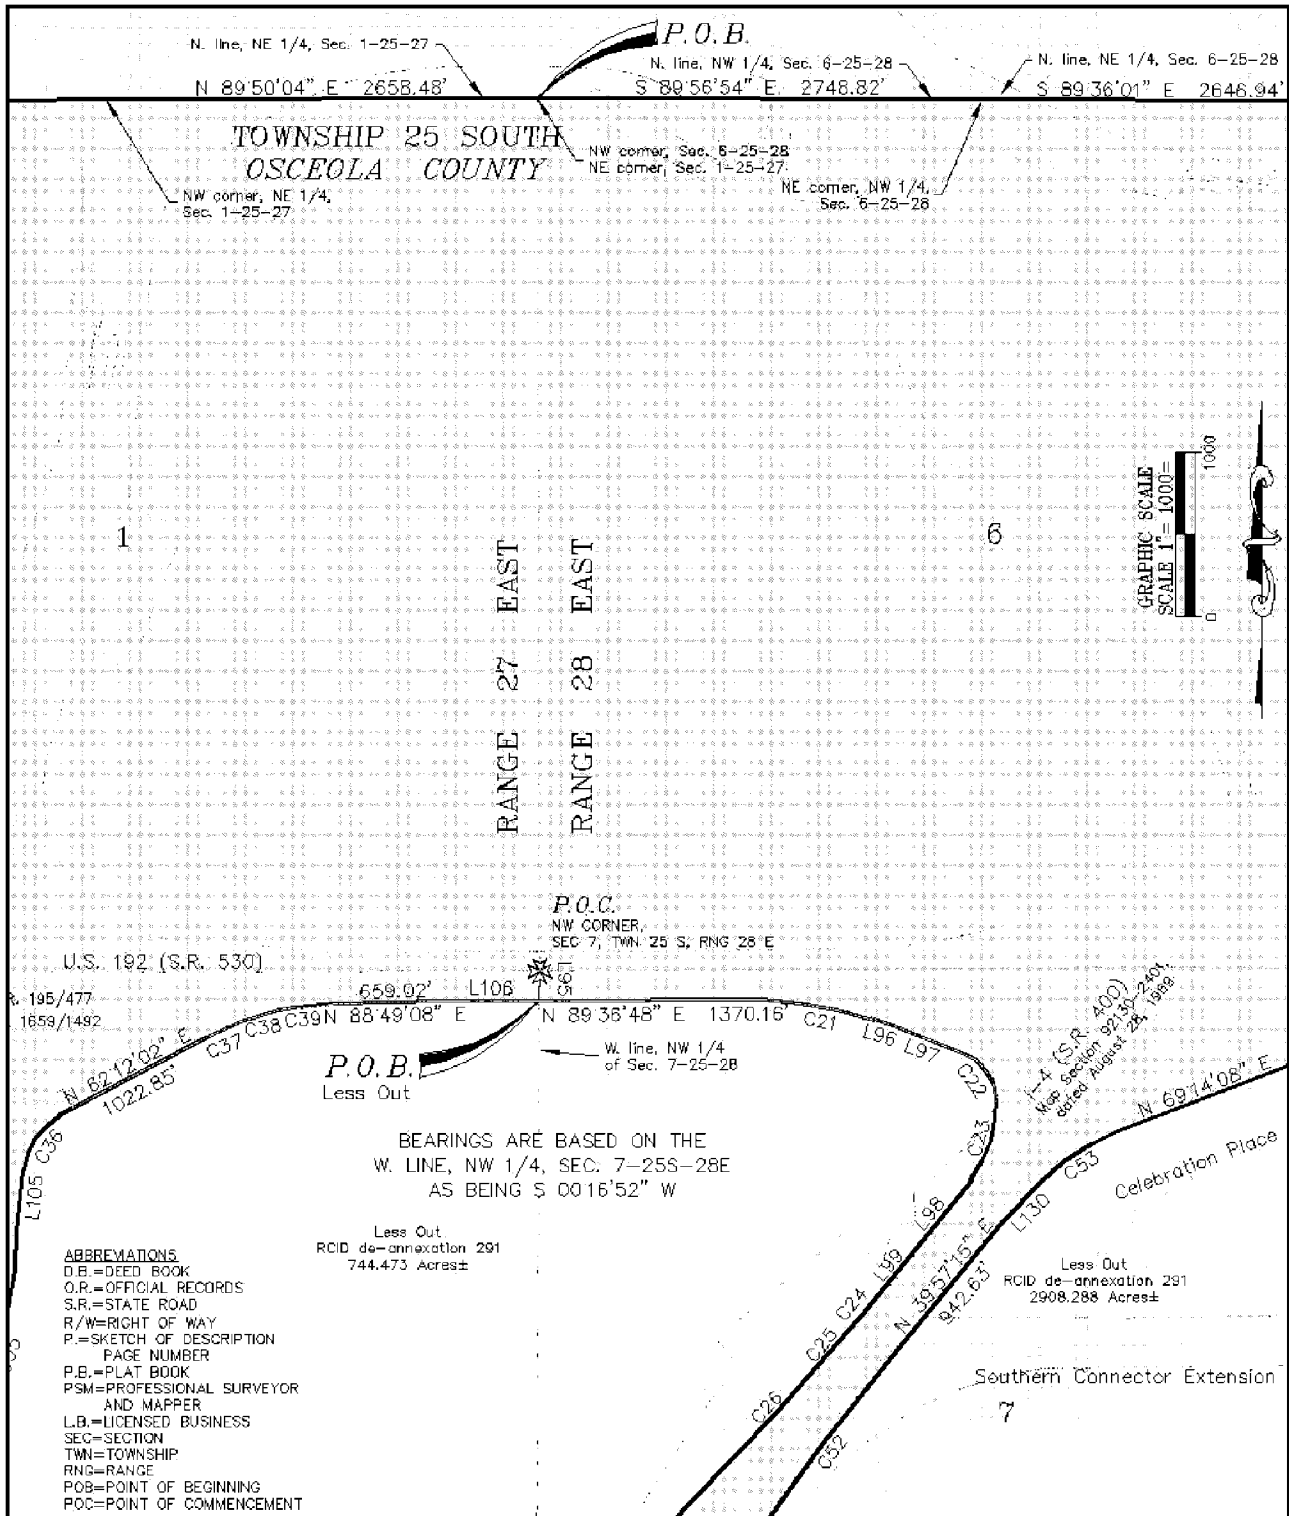 P.O.B.
N. line, NE 1/4, Sec. 1-25-27
N. line, NW 1/4, Sec. 6-25-28
N. line, NE 1/4, Sec. 6-25-28
N 89°50'04" E 2658.48'
S 89°56'54" E 2748.82'
S 89°36'01" E 2646.94'
TOWNSHIP 25 SOUTH
OSCEOLA COUNTY
NW corner, Sec. 6-25-28
NE corner, Sec. 1-25-27
NW corner, NE 1/4,
Sec. 1-25-27
NE corner, NW 1/4,
Sec. 6-25-28
1
6
RANGE 27 EAST
RANGE 28 EAST
GRAPHIC SCALE
SCALE 1"= 1000=
0
1000
P.O.C.
NW CORNER,
SEC 7, TWN 25 S, RNG 28 E
L95
U.S. 192 (S.R. 530)
195/477
1659/1492
659.02'
L106
N 88°49'08" E
N 89°36'48" E 1370.16'
C39
C38
C37
C21
L96
L97
C22
C23
N 62°12'02" E
1022.85'
C36
L105
P.O.B.
Less Out
W. line, NW 1/4
of Sec. 7-25-28
I-4 (S.R. 400)
Map Section 92130-2401,
dated August 28, 1989
N 69°14'08" E
C53
Celebration Place
BEARINGS ARE BASED ON THE
W. LINE, NW 1/4, SEC. 7-25S-28E
AS BEING S 00°16'52" W
Less Out
RCID de-annexation 291
744.473 Acres±
L98
L99
L130
N 39°57'15" E
942.63'
Less Out
RCID de-annexation 291
2908.288 Acres±
C24
C25
C26
C52
Southern Connector Extension
7
ABBREVIATIONS
D.B.=DEED BOOK
O.R.=OFFICIAL RECORDS
S.R.=STATE ROAD
R/W=RIGHT OF WAY
P.=SKETCH OF DESCRIPTION
PAGE NUMBER
P.B.=PLAT BOOK
PSM=PROFESSIONAL SURVEYOR
AND MAPPER
L.B.=LICENSED BUSINESS
SEC=SECTION
TWN=TOWNSHIP
RNG=RANGE
POB=POINT OF BEGINNING
POC=POINT OF COMMENCEMENT